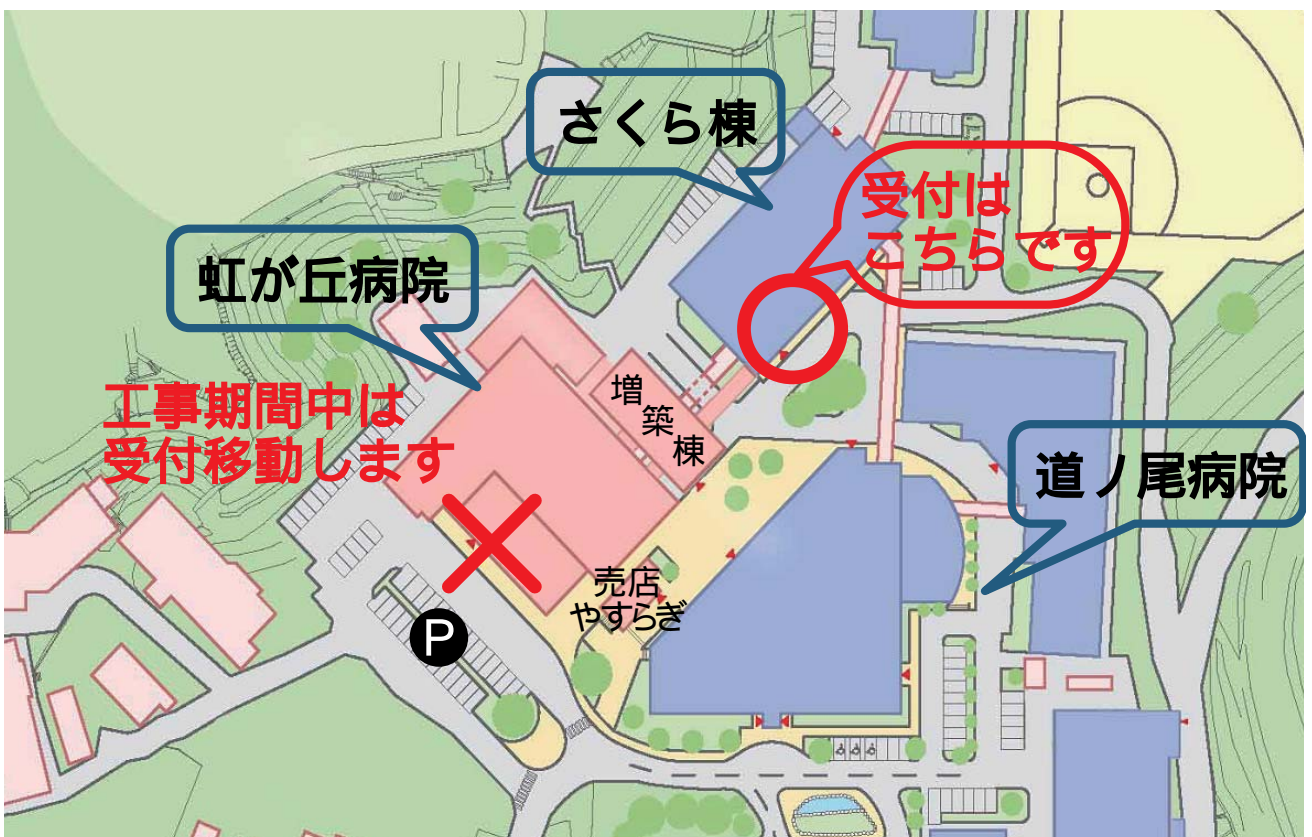 さくら棟
受付は
こちらです
虹が丘病院
工事期間中は
受付移動します
増築棟
道ノ尾病院
売店
やすらぎ
P